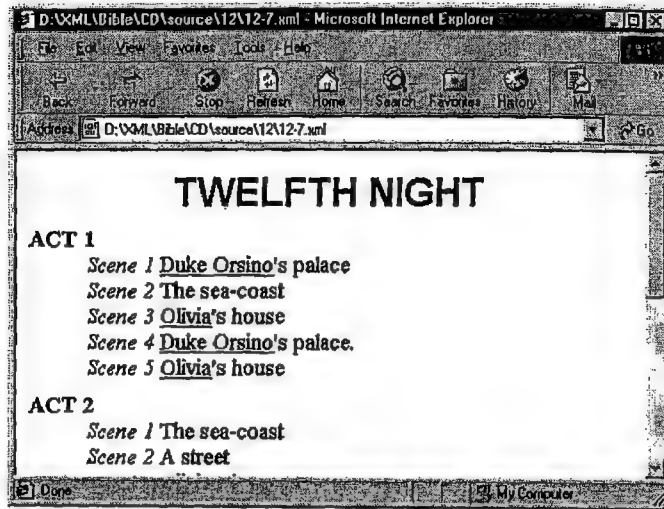 D:\XML\Bible\CD\source\12\12-7.xml - Microsoft Internet Explorer
File Edit View Favorites Tools Help
Back Forward Stop Refresh Home Search Favorites History Mail
Address D:\XML\Bible\CD\source\12\12-7.xml Go
TWELFTH NIGHT
ACT 1
Scene 1 Duke Orsino's palace
Scene 2 The sea-coast
Scene 3 Olivia's house
Scene 4 Duke Orsino's palace.
Scene 5 Olivia's house
ACT 2
Scene 1 The sea-coast
Scene 2 A street
Done My Computer